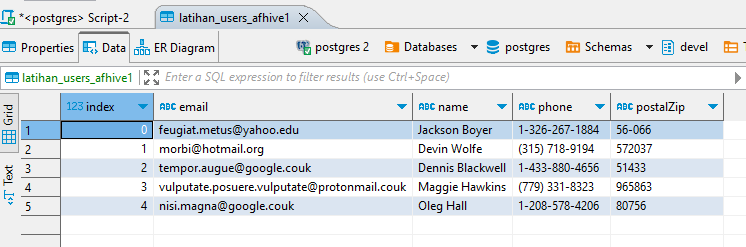 *<postgres> Script-2 latihan_users_afhive1
Properties Data ER Diagram postgres 2 Databases postgres Schemas devel Tab
latihan_users_afhive1 Enter a SQL expression to filter results (use Ctrl+Space)
Grid
Text
123 index ABC email ABC name ABC phone ABC postalZip
1 0 feugiat.metus@yahoo.edu Jackson Boyer 1-326-267-1884 56-066
2 1 morbi@hotmail.org Devin Wolfe (315) 718-9194 572037
3 2 tempor.augue@google.couk Dennis Blackwell 1-433-880-4656 51433
4 3 vulputate.posuere.vulputate@protonmail.couk Maggie Hawkins (779) 331-8323 965863
5 4 nisi.magna@google.couk Oleg Hall 1-208-578-4206 80756